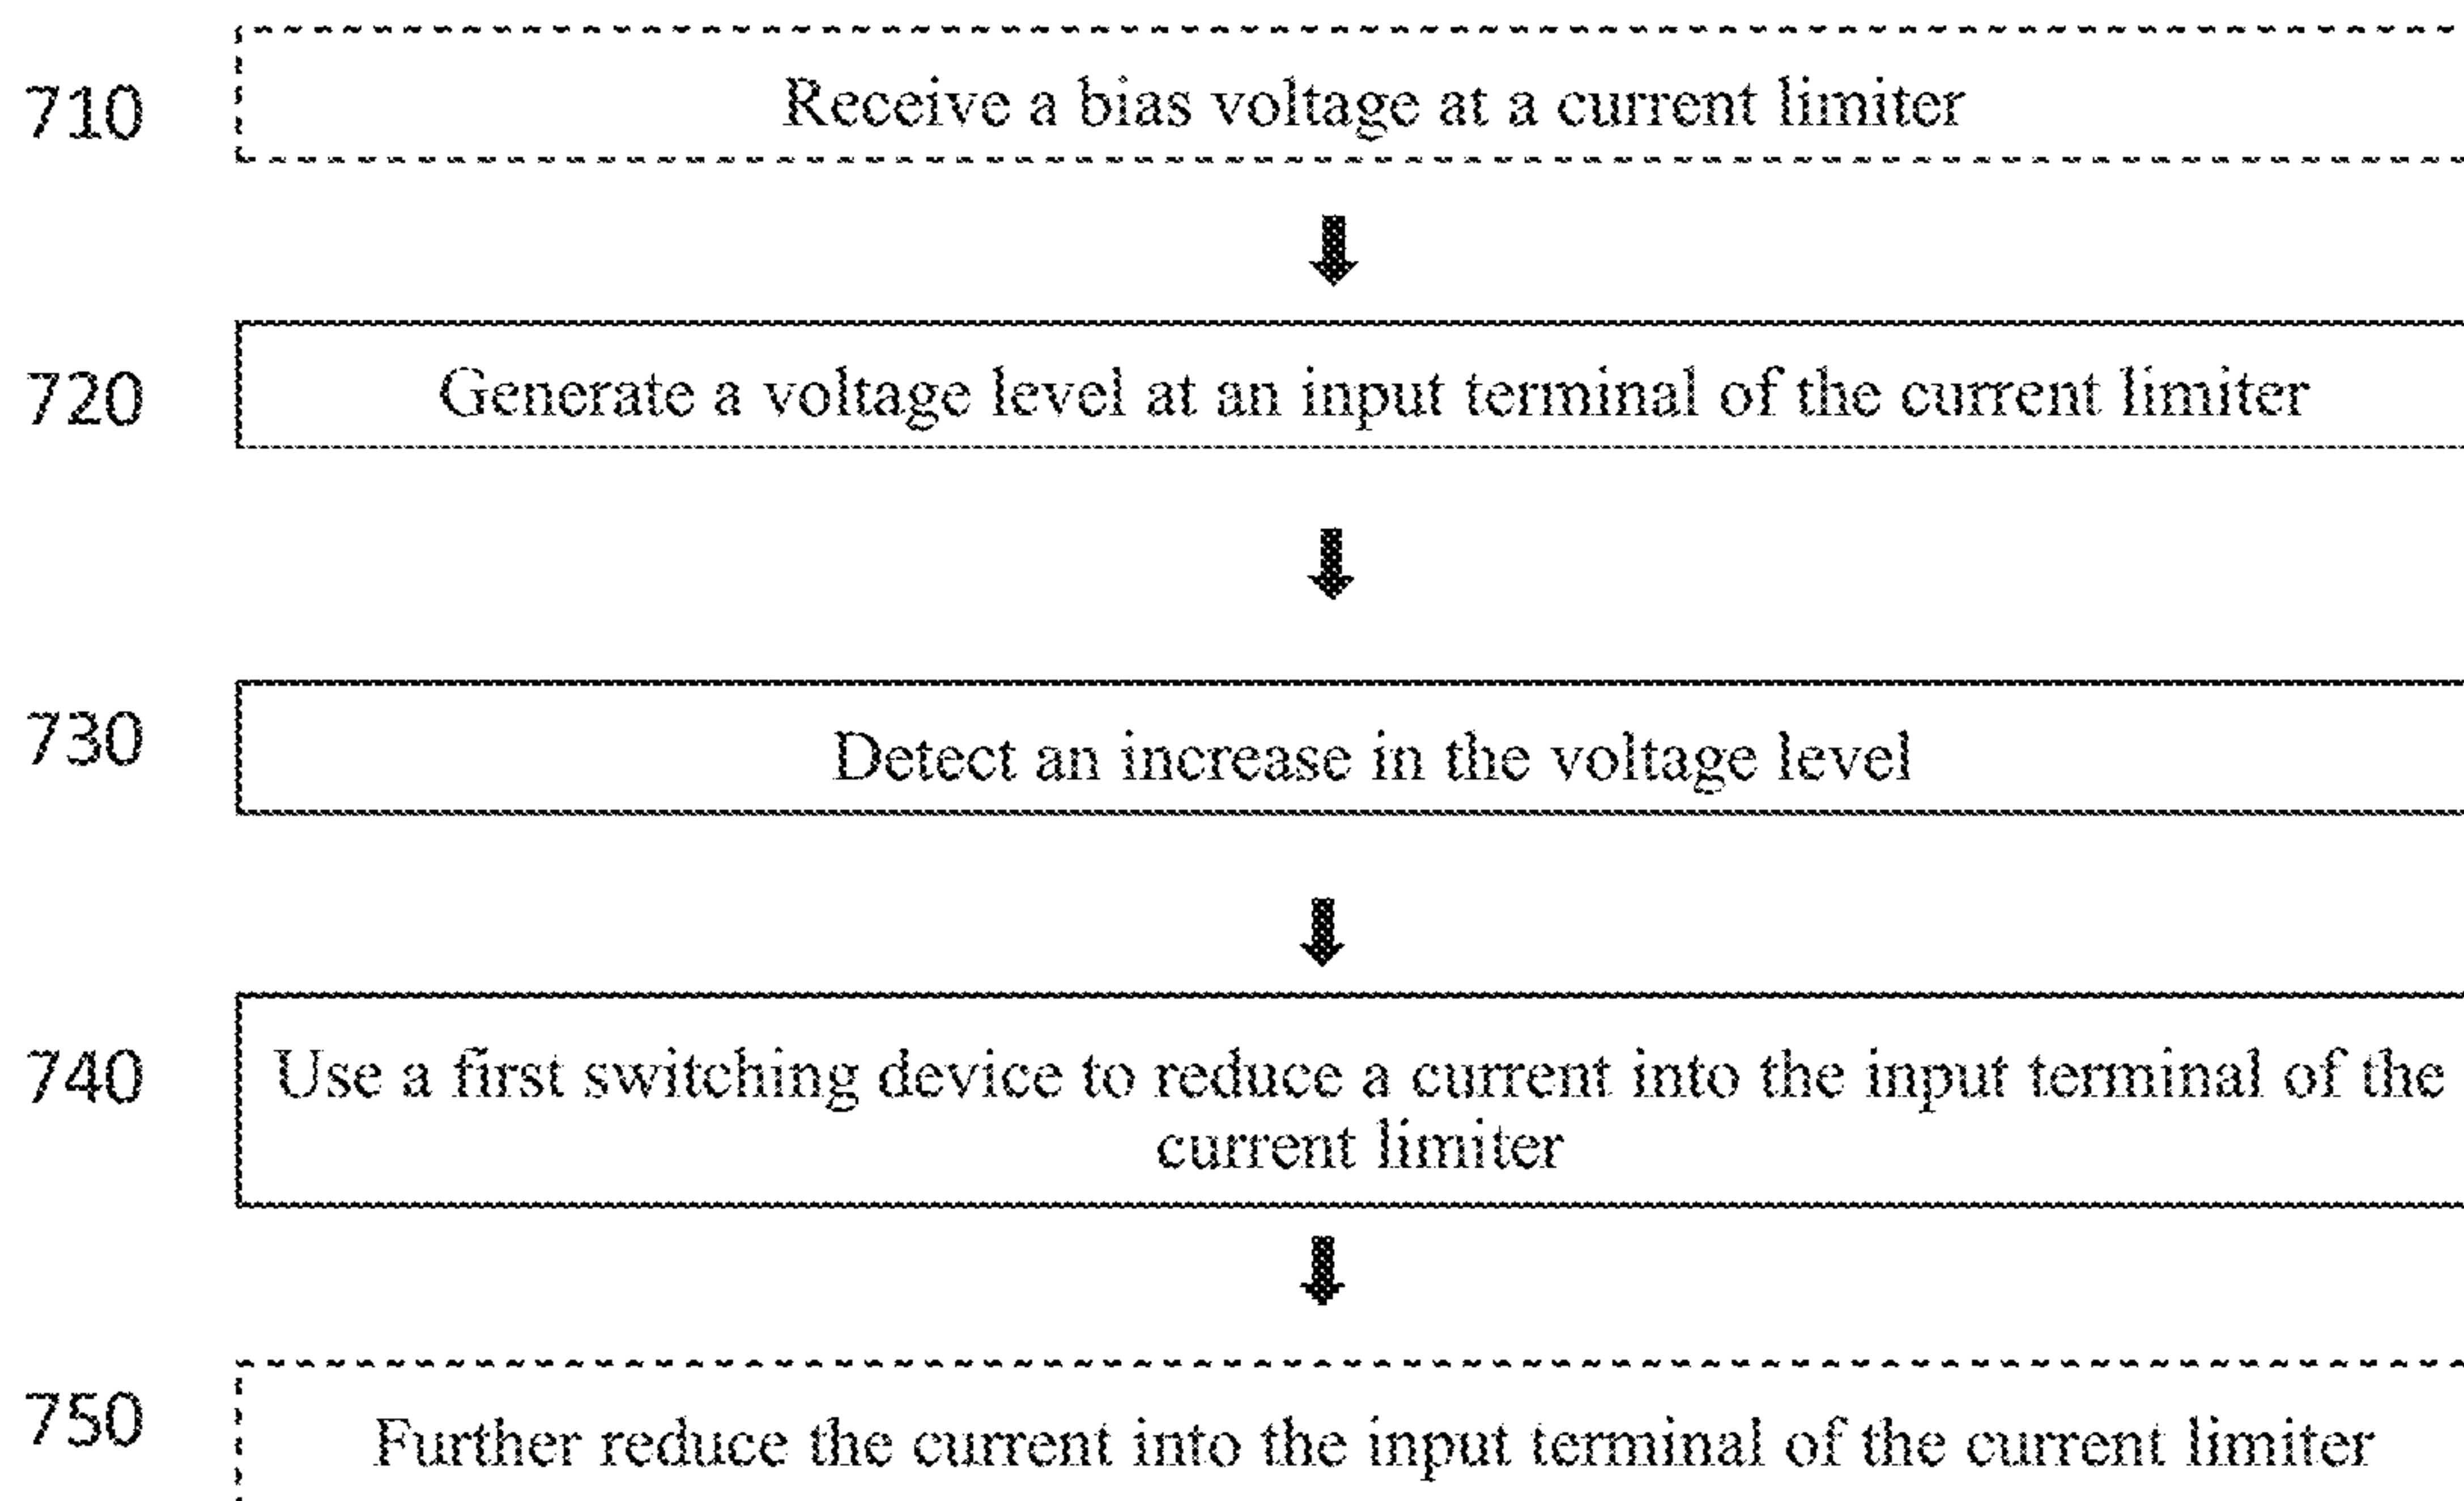 710 Receive a bias voltage at a current limiter
720 Generate a voltage level at an input terminal of the current limiter
730 Detect an increase in the voltage level
740 Use a first switching device to reduce a current into the input terminal of the
current limiter
750 Further reduce the current into the input terminal of the current limiter